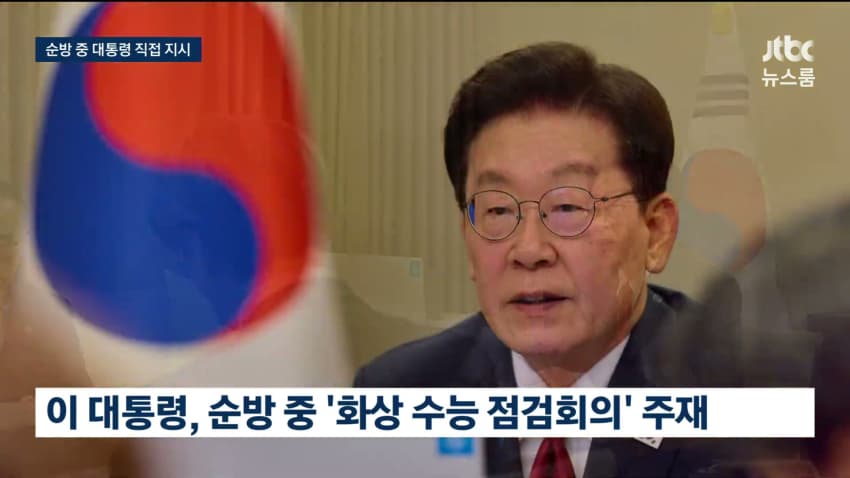 순방 중 대통령 직접 지시
jtbc
뉴스룸
이 대통령, 순방 중 '화상 수능 점검회의' 주재